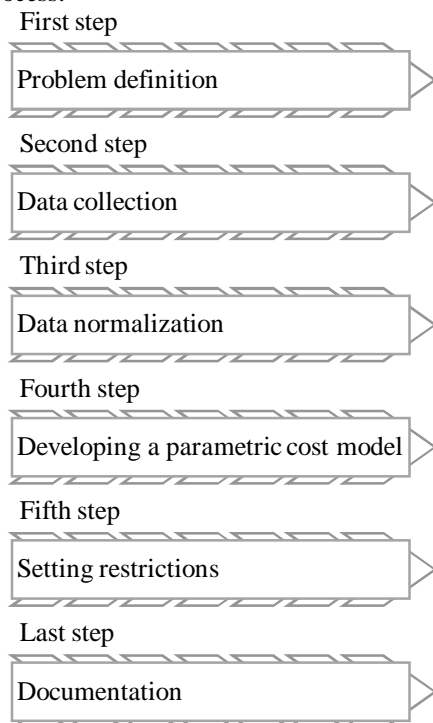 First step
Problem definition
Second step
Data collection
Third step
Data normalization
Fourth step
Developing a parametric cost model
Fifth step
Setting restrictions
Last step
Documentation